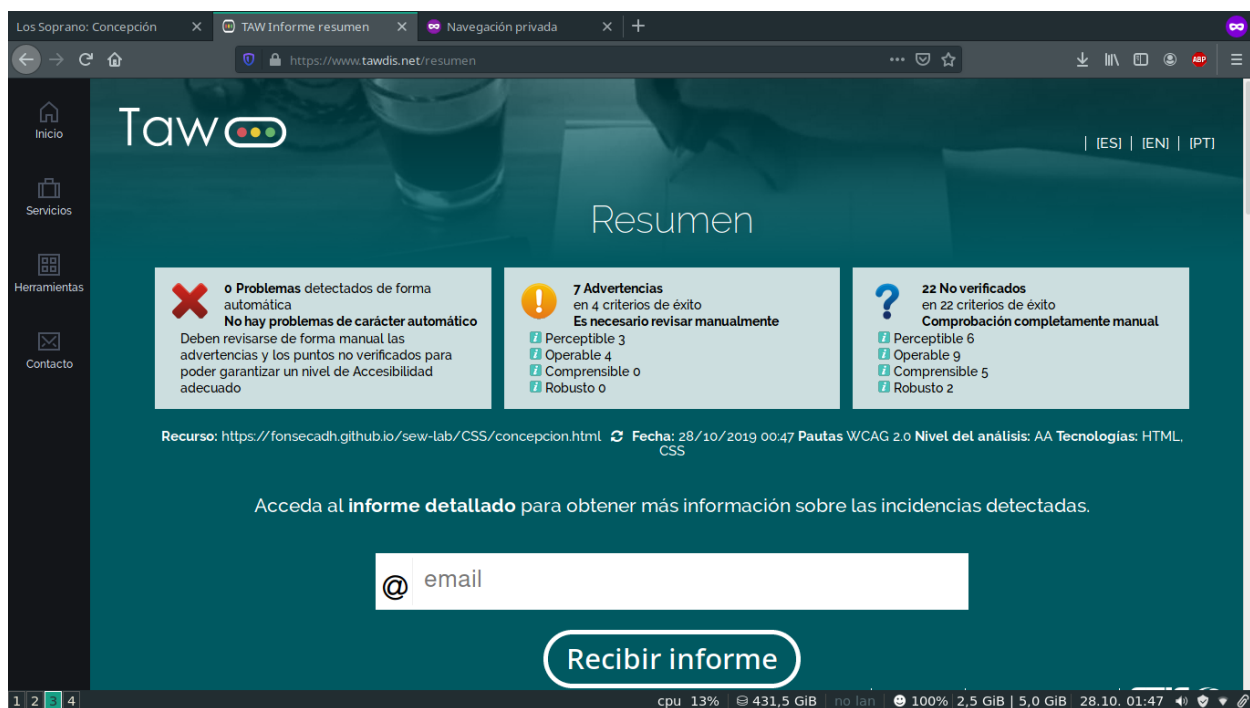 Los Soprano: Concepción
TAW Informe resumen
Navegación privada
https://www.tawdis.net/resumen
ABP
Inicio
Servicios
Herramientas
Contacto
Taw
| [ES] | [EN] | [PT]
Resumen
0 Problemas detectados de forma
automática
No hay problemas de carácter automático
Deben revisarse de forma manual las
advertencias y los puntos no verificados para
poder garantizar un nivel de Accesibilidad
adecuado
7 Advertencias
en 4 criterios de éxito
Es necesario revisar manualmente
Perceptible 3
Operable 4
Comprensible 0
Robusto 0
22 No verificados
en 22 criterios de éxito
Comprobación completamente manual
Perceptible 6
Operable 9
Comprensible 5
Robusto 2
Recurso: https://fonsecadh.github.io/sew-lab/CSS/concepcion.html Fecha: 28/10/2019 00:47 Pautas WCAG 2.0 Nivel del análisis: AA Tecnologías: HTML,
CSS
Acceda al informe detallado para obtener más información sobre las incidencias detectadas.
@ email
Recibir informe
1 2 3 4
cpu 13% 431,5 GiB no lan 100% 2,5 GiB | 5,0 GiB 28.10. 01:47